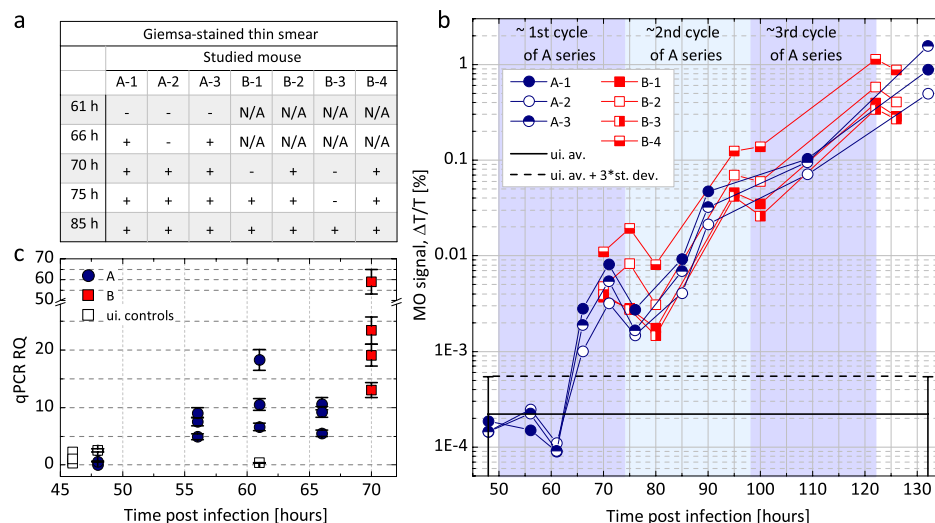 a
Giemsa-stained thin smear
Studied mouse
A-1 A-2 A-3 B-1 B-2 B-3 B-4
61 h - - - N/A N/A N/A N/A
66 h + - + N/A N/A N/A N/A
70 h + + + - + - +
75 h + + + + + - +
85 h + + + + + + +
b
~ 1st cycle of A series
~2nd cycle of A series
~3rd cycle of A series
A-1
A-2
A-3
B-1
B-2
B-3
B-4
ui. av.
ui. av. + 3*st. dev.
MO signal, ΔT/T [%]
1
0.1
0.01
1E-3
1E-4
50 60 70 80 90 100 110 120 130
Time post infection [hours]
c
A
B
ui. controls
qPCR RQ
70
60
50
20
10
0
45 50 55 60 65 70
Time post infection [hours]